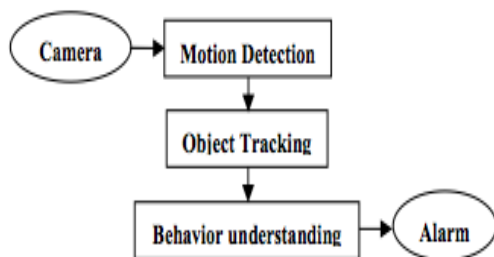 Camera
Motion Detection
Object Tracking
Behavior understanding
Alarm